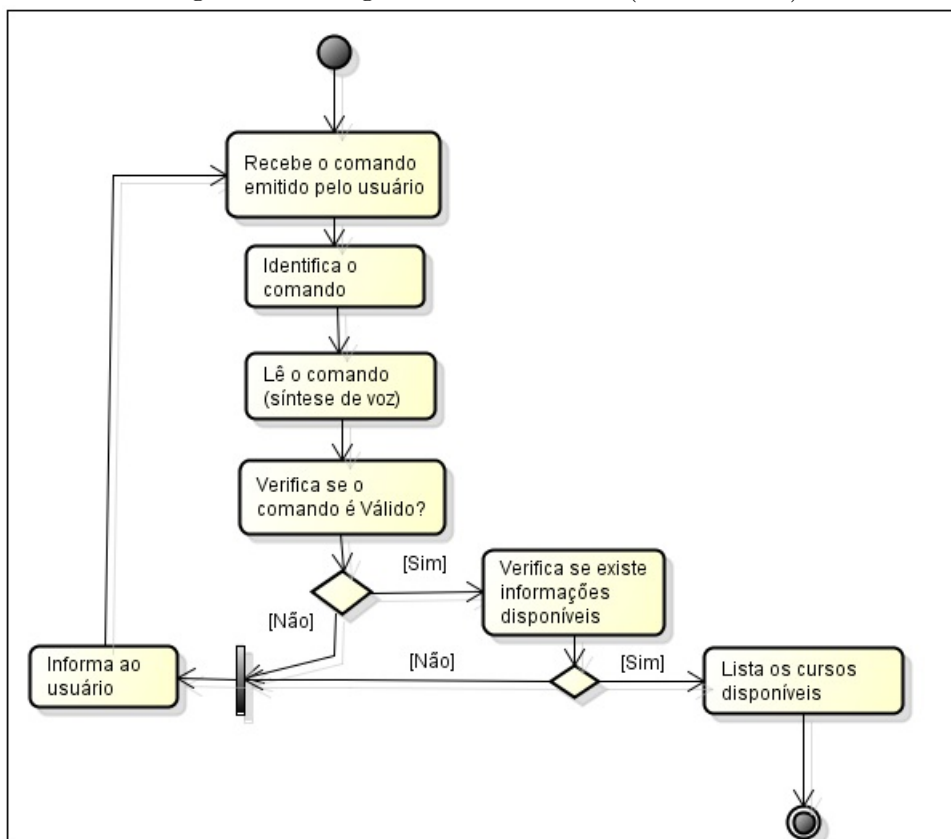 Recebe o comando
emitido pelo usuário
Identifica o
comando
Lê o comando
(síntese de voz)
Verifica se o
comando é Válido?
[Sim]
Verifica se existe
informações
disponíveis
[Não]
[Não]
[Sim]
Informa ao
usuário
Lista os cursos
disponíveis